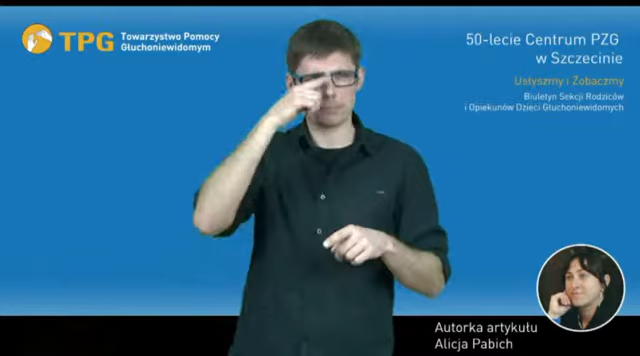 TPG Towarzystwo Pomocy
Głuchoniewidomym
50-lecie Centrum PZG
w Szczecinie
Usłyszmy i Zobaczmy
Biuletyn Sekcji Rodziców
i Opiekunów Dzieci Głuchoniewidomych
Autorka artykułu
Alicja Pabich